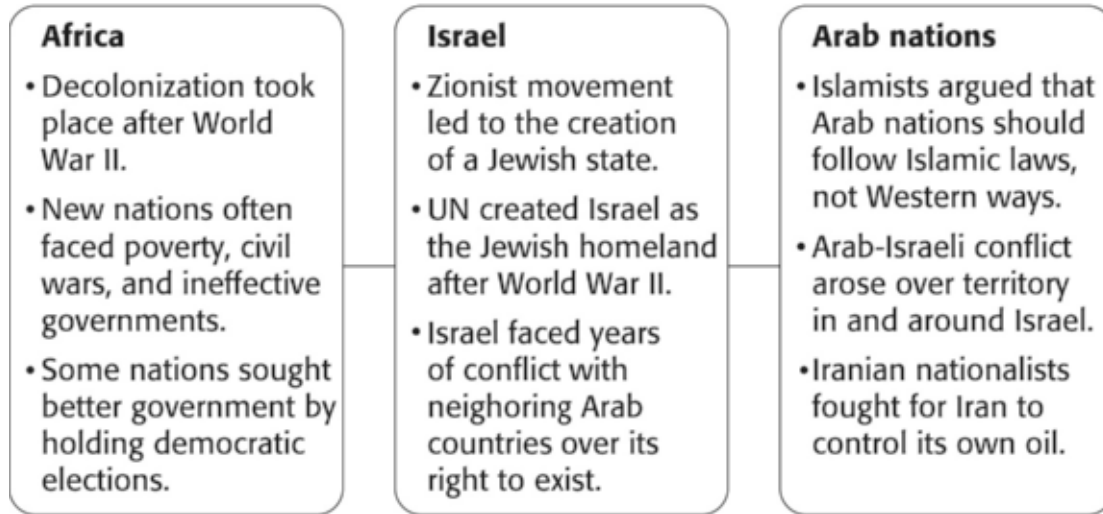 Africa
• Decolonization took
place after World
War II.
• New nations often
faced poverty, civil
wars, and ineffective
governments.
• Some nations sought
better government by
holding democratic
elections.
Israel
• Zionist movement
led to the creation
of a Jewish state.
• UN created Israel as
the Jewish homeland
after World War II.
• Israel faced years
of conflict with
neighoring Arab
countries over its
right to exist.
Arab nations
• Islamists argued that
Arab nations should
follow Islamic laws,
not Western ways.
• Arab-Israeli conflict
arose over territory
in and around Israel.
• Iranian nationalists
fought for Iran to
control its own oil.